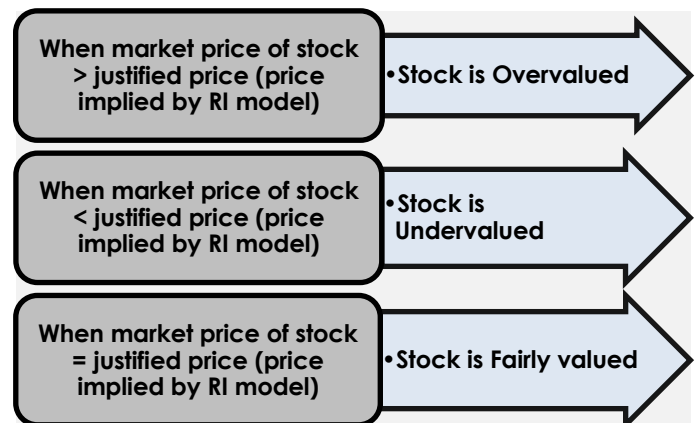 When market price of stock
> justified price (price
implied by RI model)
•Stock is Overvalued
When market price of stock
< justified price (price
implied by RI model)
•Stock is
Undervalued
When market price of stock
= justified price (price
implied by RI model)
•Stock is Fairly valued